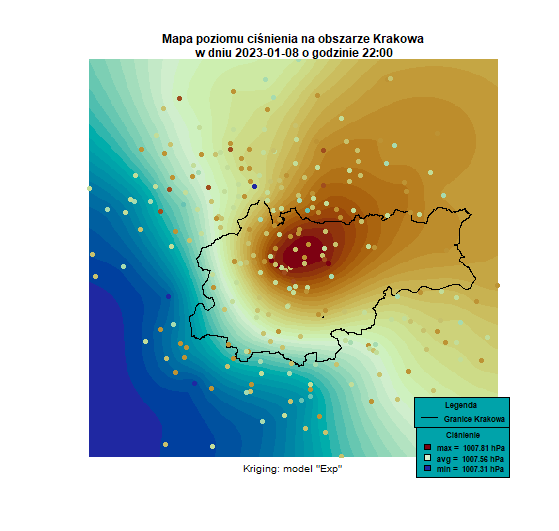 Mapa poziomu ciśnienia na obszarze Krakowa
w dniu 2023-01-08 o godzinie 22:00
Legenda
Granice Krakowa
Ciśnienie
max = 1007.81 hPa
avg = 1007.56 hPa
min = 1007.31 hPa
Kriging: model "Exp"